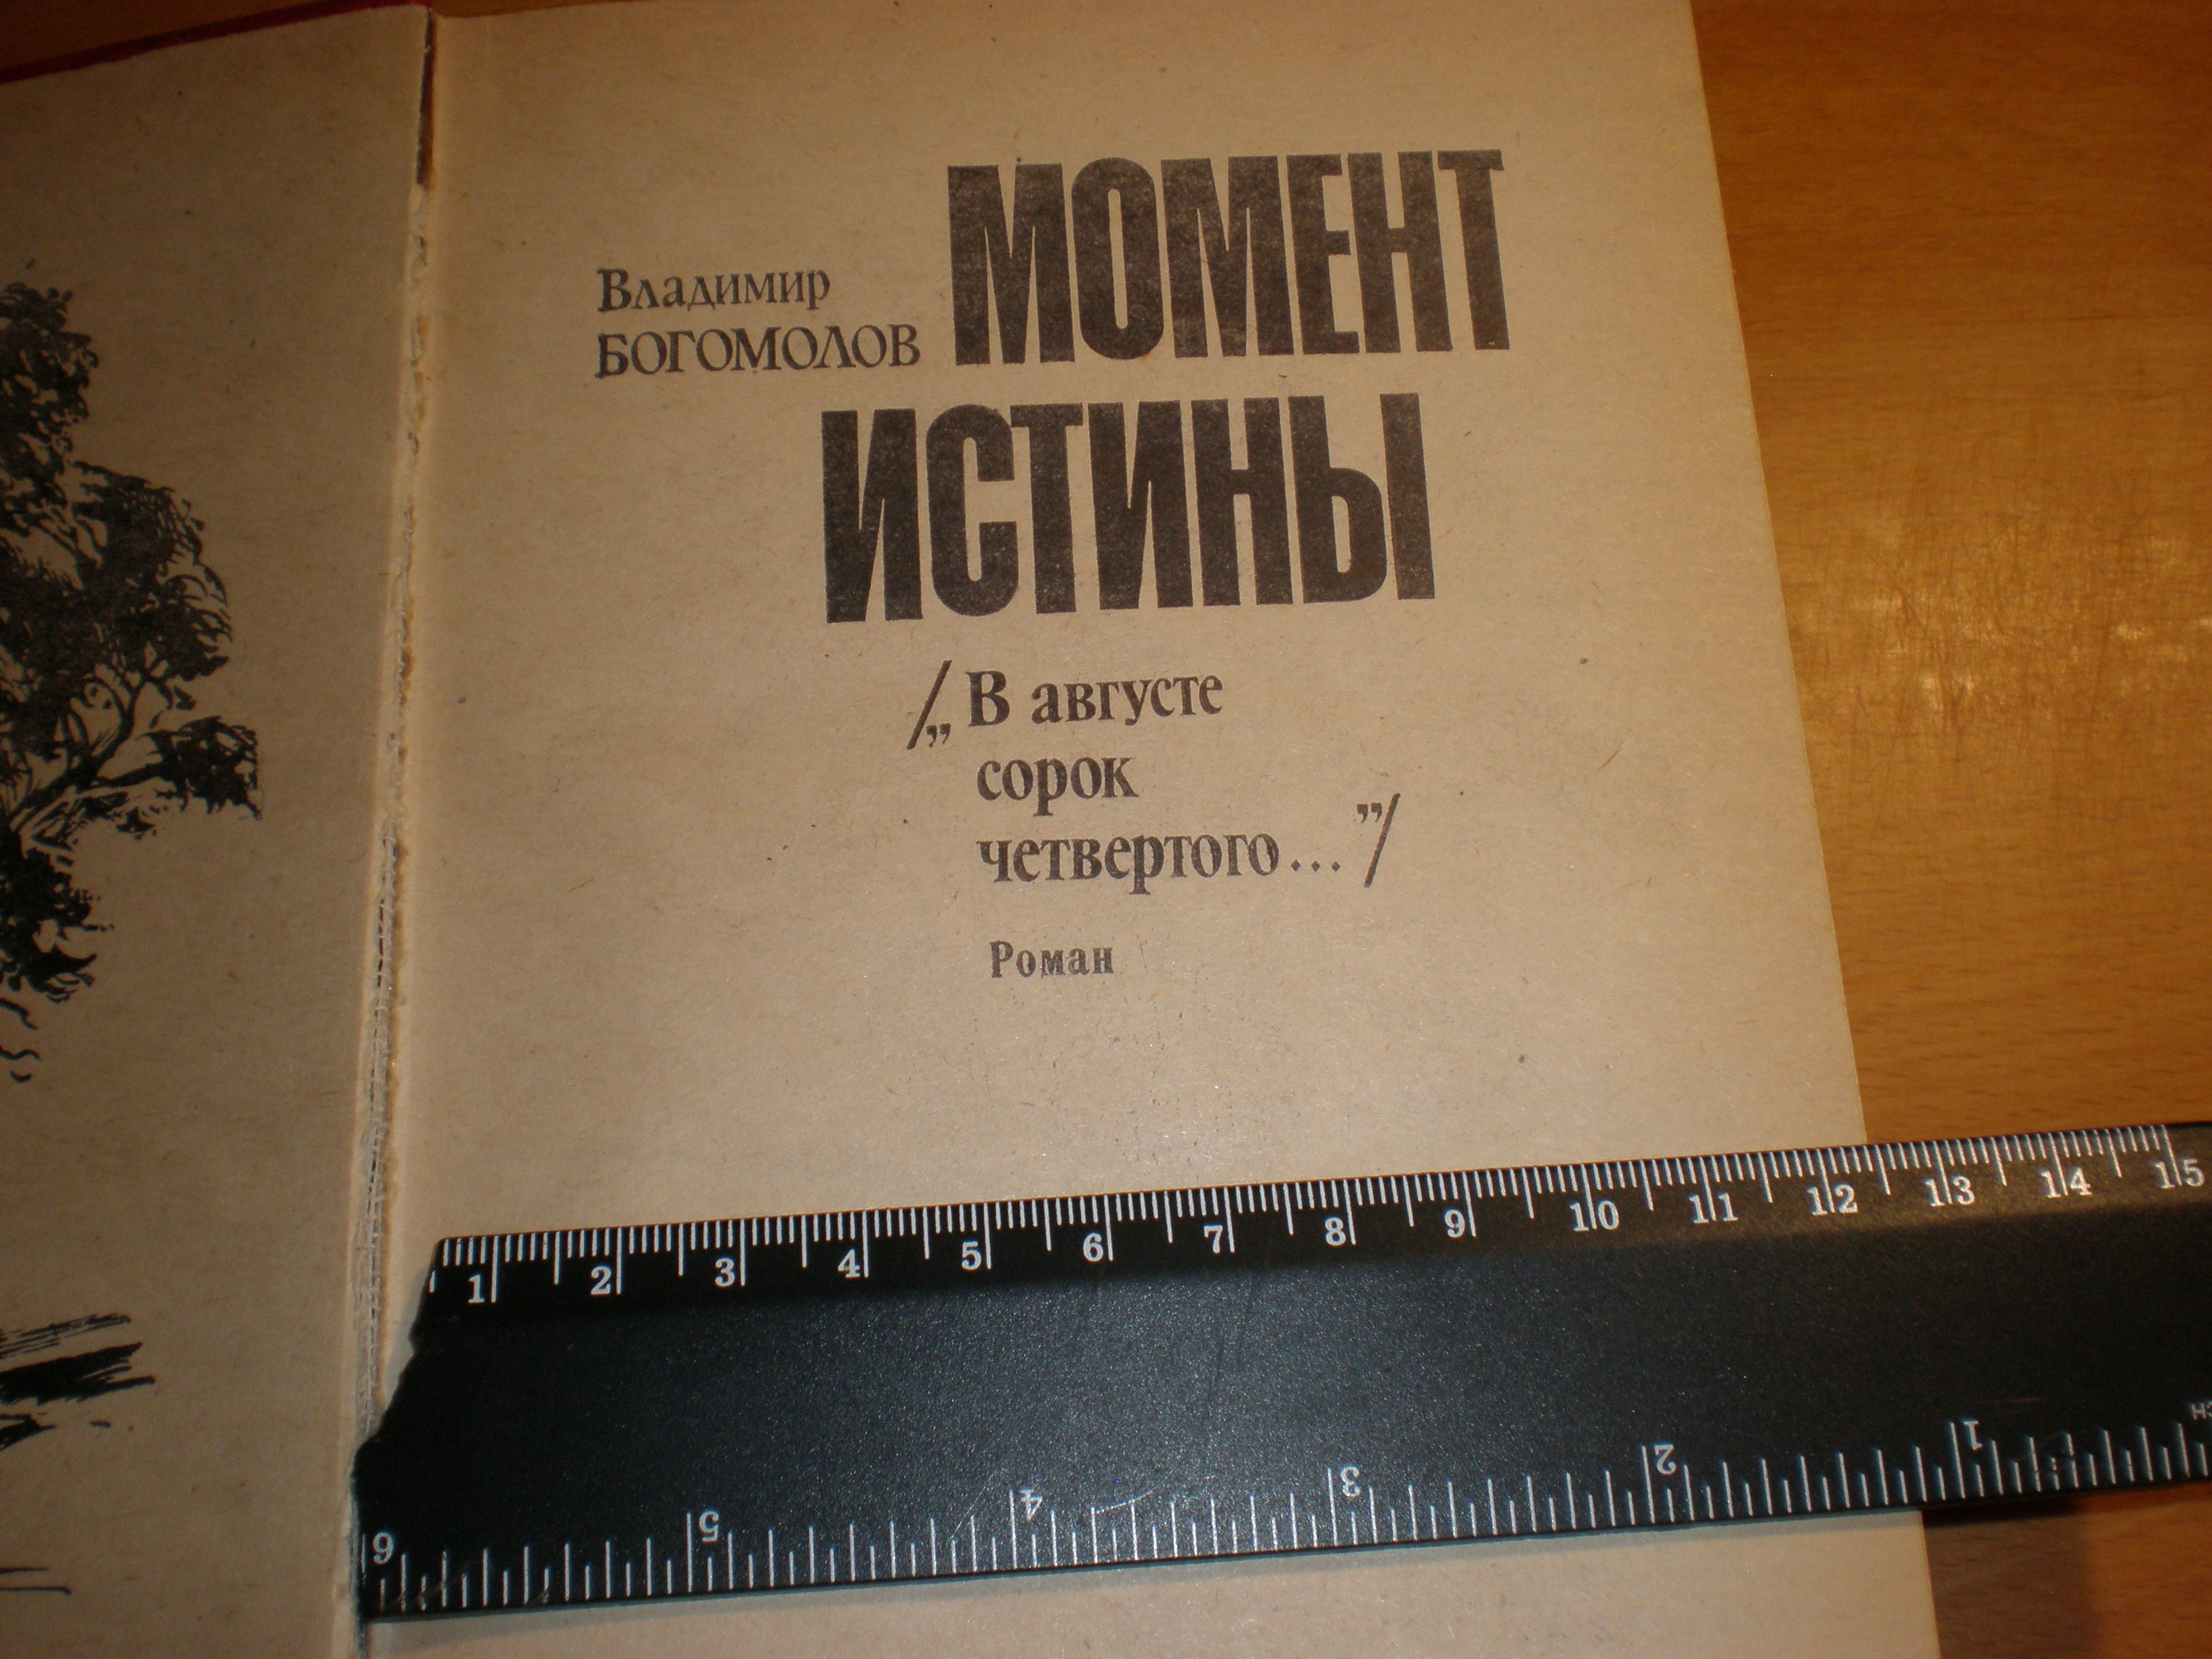 Владимир
БОГОМОЛОВ
МОМЕНТ
ИСТИНЫ
/„В августе
сорок
четвертого...”/
Роман
1 2 3 4 5 6 7 8 9 10 11 12 13 14 15
6 5 4 3 2 1